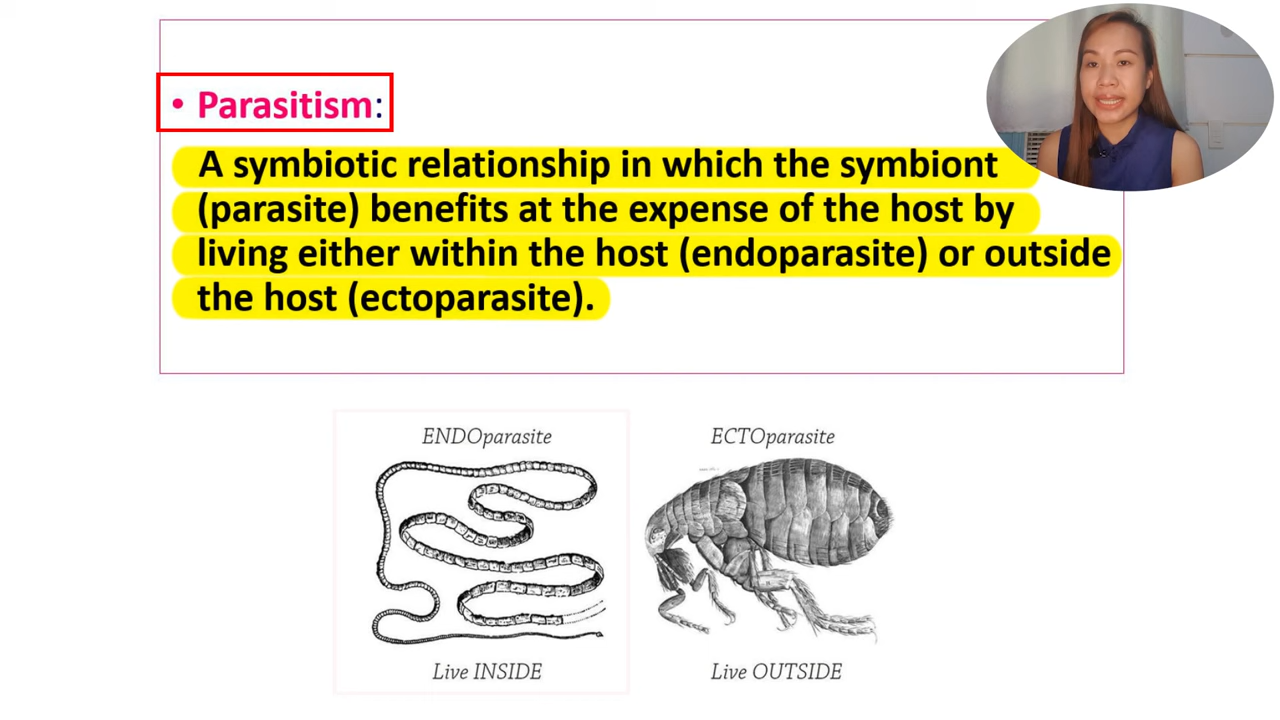 • Parasitism:
A symbiotic relationship in which the symbiont
(parasite) benefits at the expense of the host by
living either within the host (endoparasite) or outside
the host (ectoparasite).
ENDOparasite
ECTOparasite
Live INSIDE
Live OUTSIDE